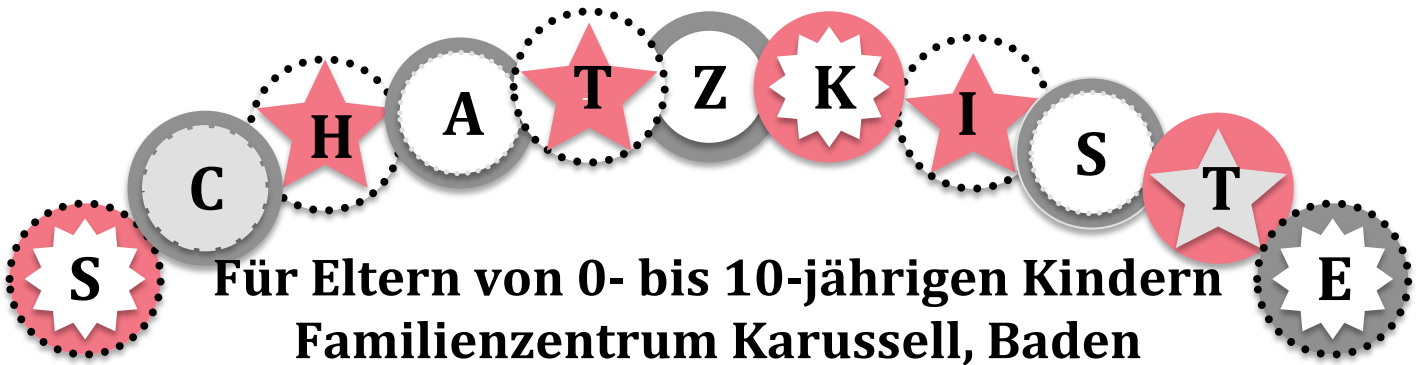 SCHATZKISTE
Für Eltern von 0- bis 10-jährigen Kindern
Familienzentrum Karussell, Baden